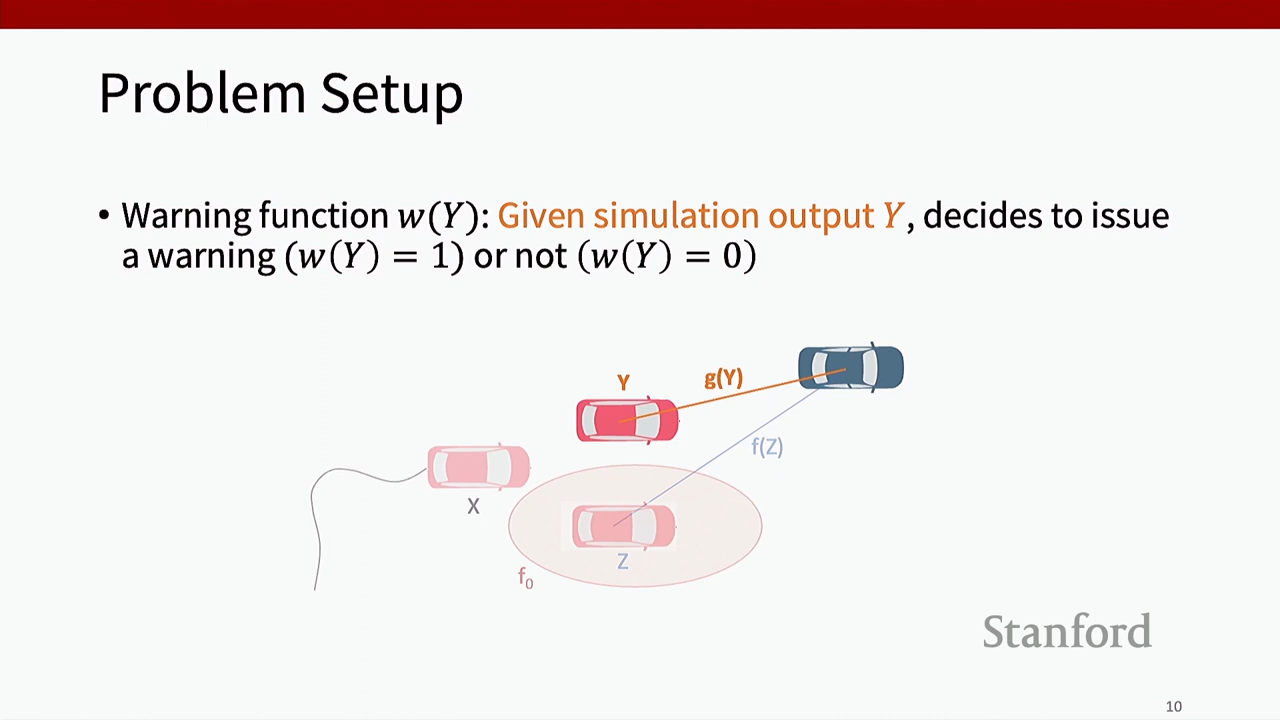 Problem Setup
• Warning function w(Y): Given simulation output Y, decides to issue
a warning (w(Y) = 1) or not (w(Y) = 0)
Y
g(Y)
f(Z)
X
Z
f₀
Stanford
10